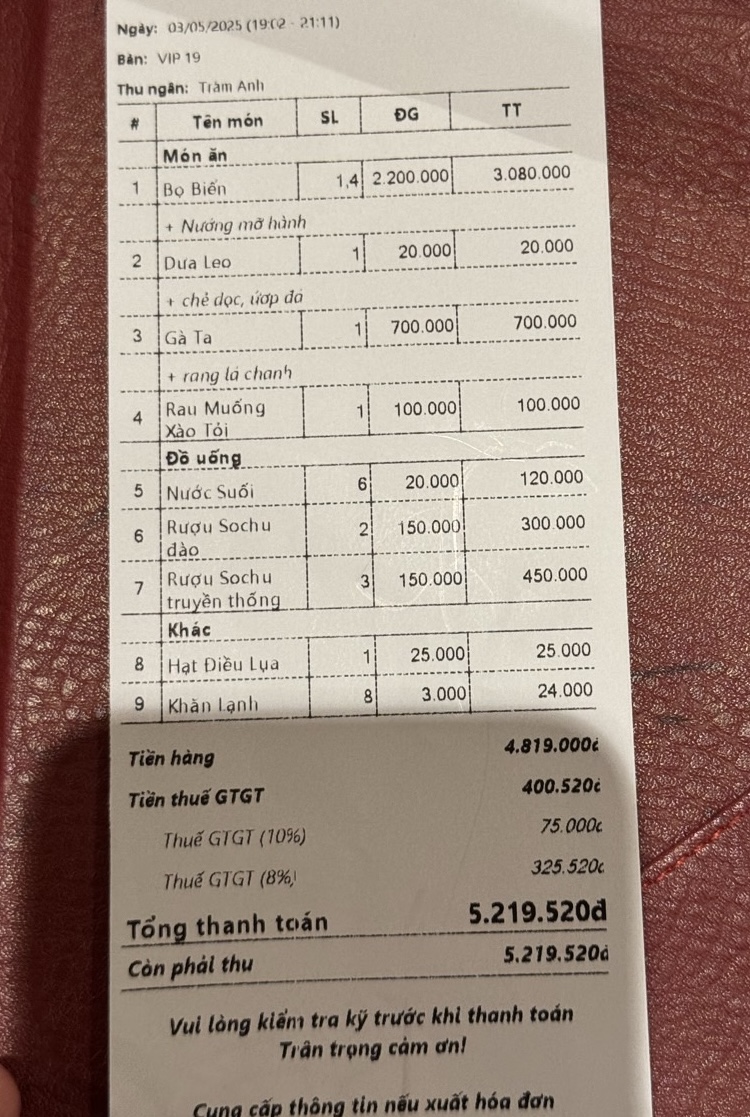 Ngày: 03/05/2025 (19:02 - 21:11)
Bàn: VIP 19
Thu ngân: Trâm Anh
# Tên món SL ĐG TT
Món ăn
1 Bọ Biển 1,4 2.200.000 3.080.000
+ Nướng mỡ hành
2 Dưa Leo 1 20.000 20.000
+ chẻ dọc, ướp đá
3 Gà Ta 1 700.000 700.000
+ rang lá chanh
4 Rau Muống 1 100.000 100.000
Xào Tỏi
Đồ uống
5 Nước Suối 6 20.000 120.000
6 Rượu Sochu 2 150.000 300.000
đào
7 Rượu Sochu 3 150.000 450.000
truyền thống
Khác
8 Hạt Điều Lụa 1 25.000 25.000
9 Khăn Lạnh 8 3.000 24.000
Tiền hàng 4.819.000đ
Tiền thuế GTGT 400.520đ
Thuế GTGT (10%) 75.000đ
Thuế GTGT (8%) 325.520đ
Tổng thanh toán 5.219.520đ
Còn phải thu 5.219.520đ
Vui lòng kiểm tra kỹ trước khi thanh toán
Trân trọng cảm ơn!
Cung cấp thông tin nếu xuất hóa đơn